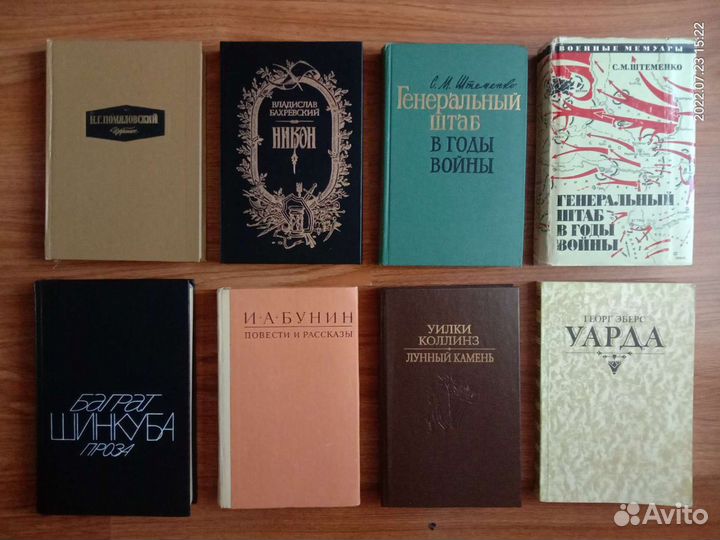 Н.Г. ПОМЯЛОВСКИЙ
Избранное
ВЛАДИСЛАВ
БАХРЕВСКИЙ
НИКОН
С. М. Штеменко
Генеральный
ШТАБ
В ГОДЫ
ВОЙНЫ
ВОЕННЫЕ МЕМУАРЫ
С.М.ШТЕМЕНКО
ГЕНЕРАЛЬНЫЙ
ШТАБ
В ГОДЫ
ВОЙНЫ
2022.07.23 15:22
БАГРАТ
ШИНКУБА
ПРОЗА
И·А·БУНИН
ПОВЕСТИ И РАССКАЗЫ
УИЛКИ
КОЛЛИНЗ
ЛУННЫЙ КАМЕНЬ
ГЕОРГ ЭБЕРС
УАРДА
Avito